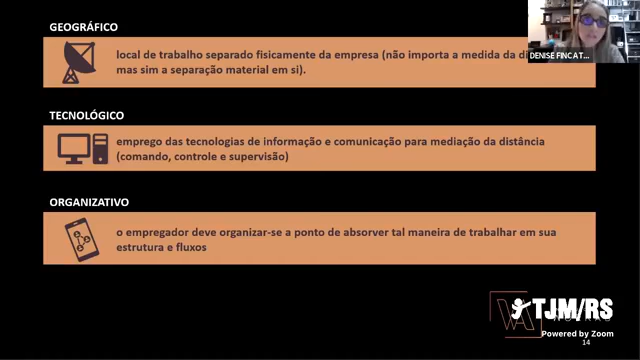 GEOGRÁFICO
local de trabalho separado fisicamente da empresa (não importa a medida da di
mas sim a separação material em si).
DENISE FINCAT...
TECNOLÓGICO
emprego das tecnologias de informação e comunicação para mediação da distância
(comando, controle e supervisão)
ORGANIZATIVO
o empregador deve organizar-se a ponto de absorver tal maneira de trabalhar em sua
estrutura e fluxos
TJM/RS
Powered by Zoom
14